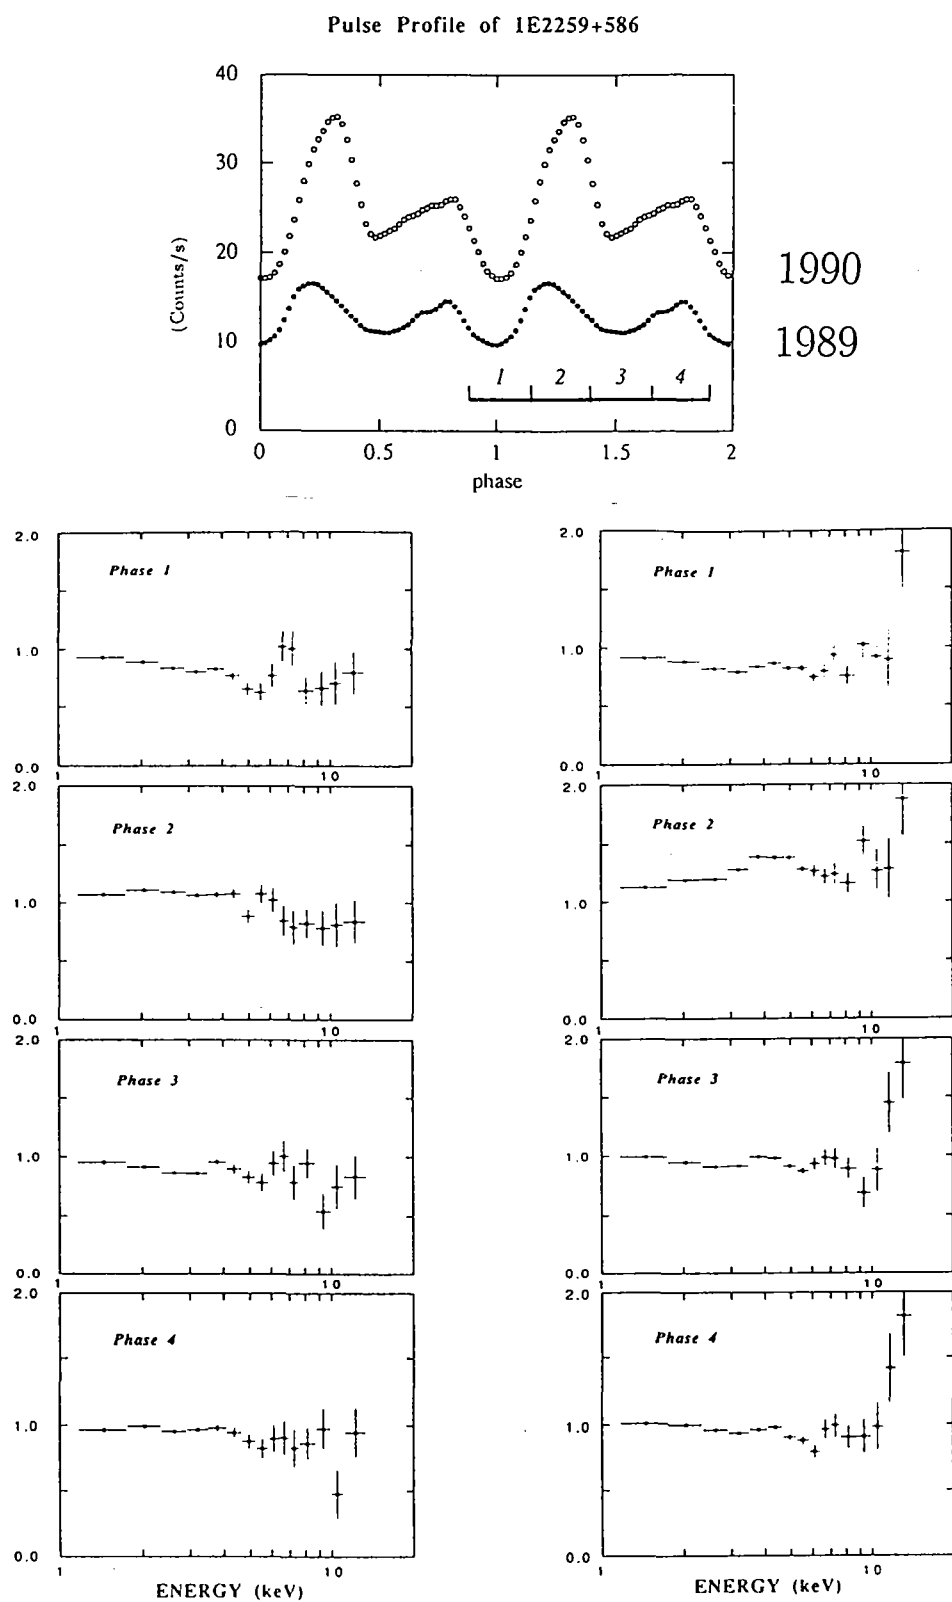 Pulse Profile of 1E2259+586
40
30
20
10
0
(Counts/s)
1990
1989
1 2 3 4
0 0.5 1 1.5 2
phase
2.0
Phase 1
1.0
0.0
1 10
2.0
Phase 1
1.0
0.0
1 10
2.0
Phase 2
1.0
0.0
1 10
2.0
Phase 2
1.0
0.0
1 10
2.0
Phase 3
1.0
0.0
1 10
2.0
Phase 3
1.0
0.0
1 10
2.0
Phase 4
1.0
0.0
1 10
ENERGY (keV)
2.0
Phase 4
1.0
0.0
1 10
ENERGY (keV)